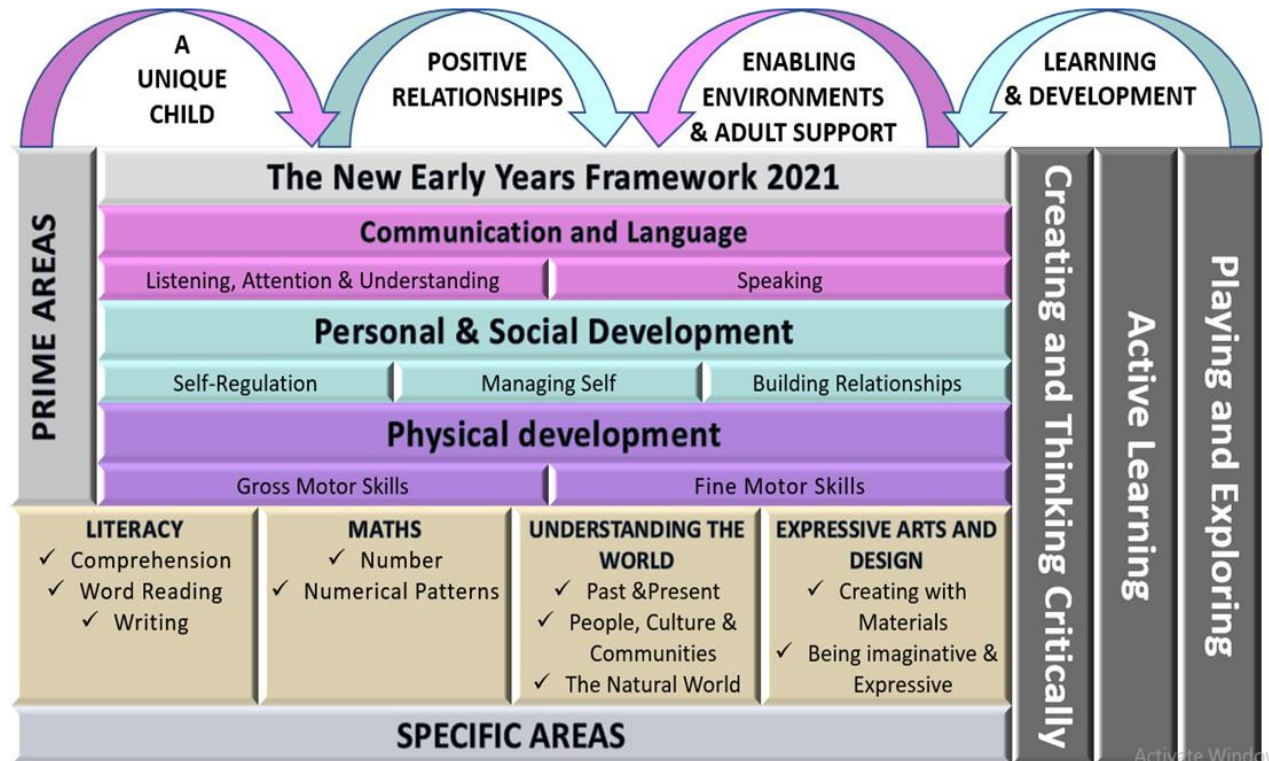 A
UNIQUE
CHILD
POSITIVE
RELATIONSHIPS
ENABLING
ENVIRONMENTS
& ADULT SUPPORT
LEARNING
& DEVELOPMENT
PRIME AREAS
The New Early Years Framework 2021
Communication and Language
Listening, Attention & Understanding
Speaking
Personal & Social Development
Self-Regulation
Managing Self
Building Relationships
Physical development
Gross Motor Skills
Fine Motor Skills
LITERACY
✓ Comprehension
✓ Word Reading
✓ Writing
MATHS
✓ Number
✓ Numerical Patterns
UNDERSTANDING THE
WORLD
✓ Past &Present
✓ People, Culture &
Communities
✓ The Natural World
EXPRESSIVE ARTS AND
DESIGN
✓ Creating with
Materials
✓ Being imaginative &
Expressive
SPECIFIC AREAS
Creating and Thinking Critically
Active Learning
Playing and Exploring
Activate Window